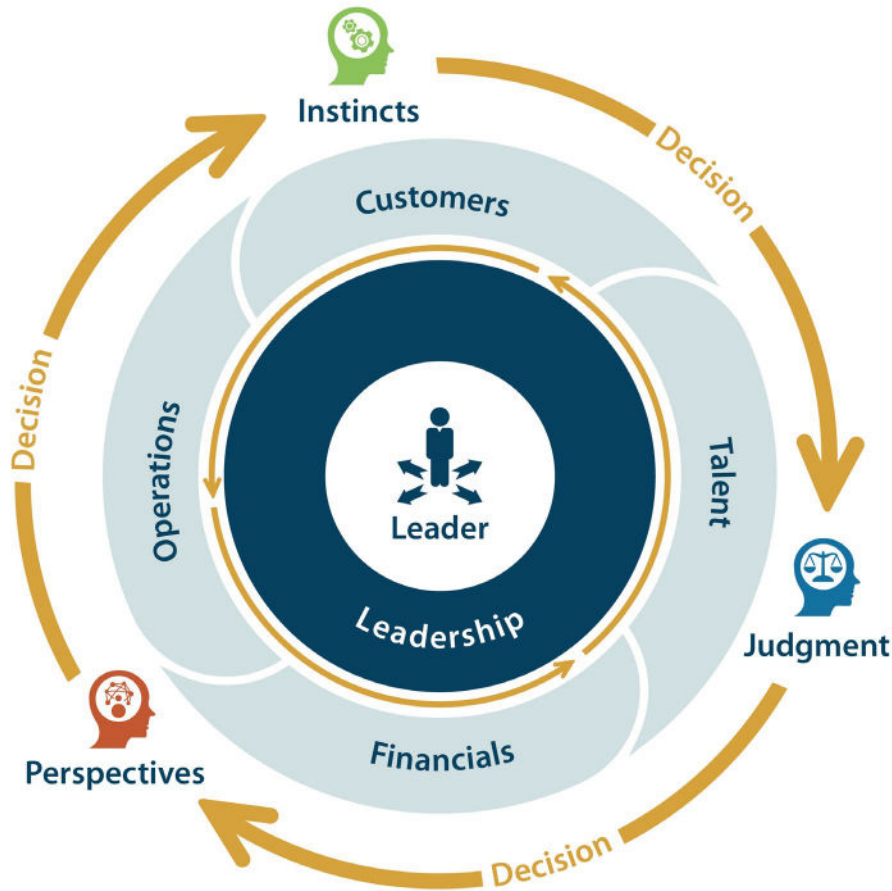 Instincts
Decision
Customers
Operations
Talent
Decision
Leader
Leadership
Judgment
Financials
Perspectives
Decision